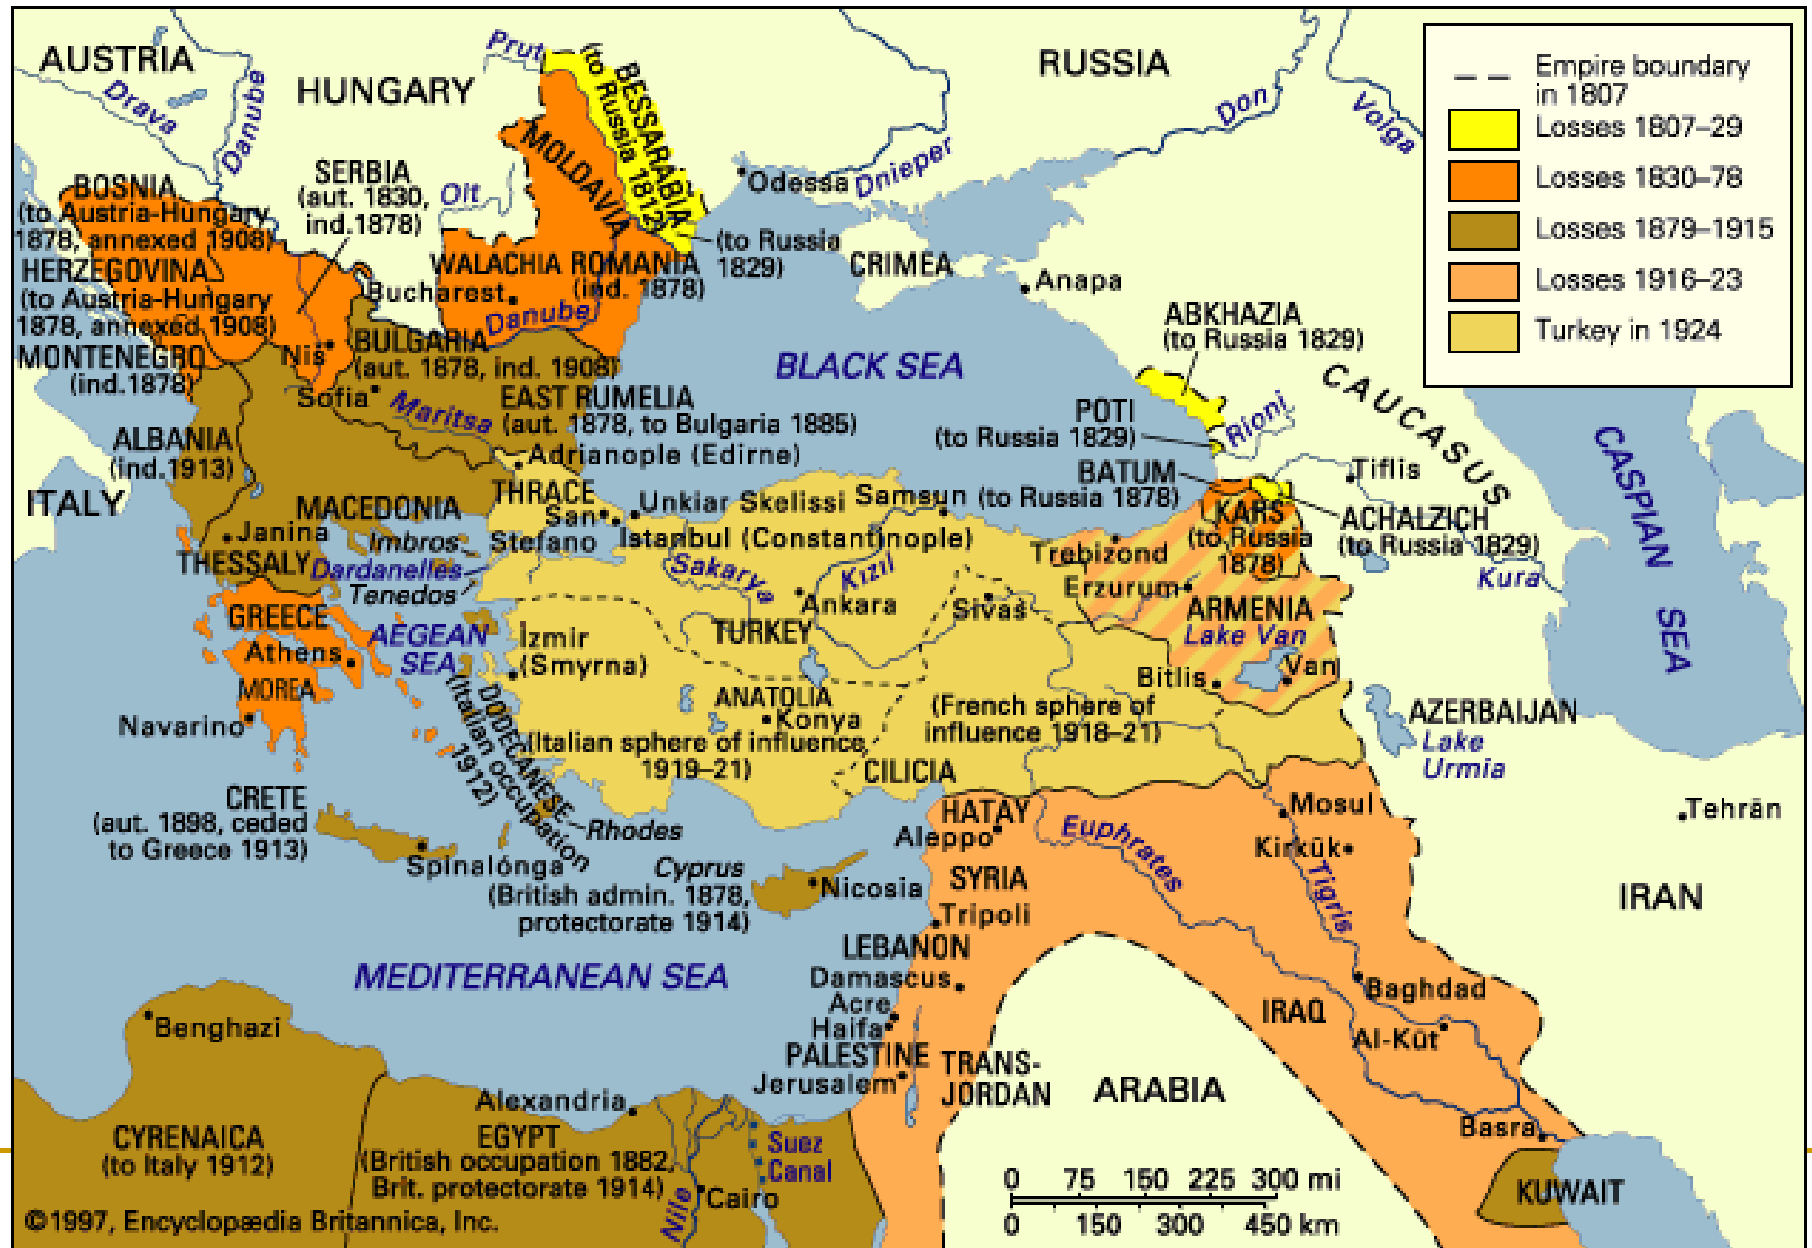 AUSTRIA
Drava
Danube
HUNGARY
Prut
BESSARABIA
(to Russia 1812)
MOLDAVIA
RUSSIA
Don
Volga
Empire boundary
in 1807
Losses 1807–29
Losses 1830–78
Losses 1879–1915
Losses 1916–23
Turkey in 1924
BOSNIA
(to Austria-Hungary
1878, annexed 1908)
HERZEGOVINA
(to Austria-Hungary
1878, annexed 1908)
MONTENEGRO
(ind.1878)
SERBIA
(aut. 1830,
ind.1878)
Olt
Odessa
Dnieper
(to Russia
1829)
CRIMEA
Anapa
WALACHIA
ROMANIA
(ind. 1878)
Bucharest
Danube
BULGARIA
(aut. 1878, ind. 1908)
Niš
Sofia
Maritsa
EAST RUMELIA
(aut. 1878, to Bulgaria 1885)
Adrianople (Edirne)
BLACK SEA
ABKHAZIA
(to Russia 1829)
CAUCASUS
POTI
(to Russia 1829)
Rioni
BATUM
(to Russia 1878)
Tiflis
CASPIAN
SEA
ALBANIA
(ind.1913)
ITALY
MACEDONIA
THRACE
San
Stefano
Unkiar Skelissi
Samsun
Istanbul (Constantinople)
KARS
(to Russia
1878)
ACHALZICH
(to Russia 1829)
Kura
Janina
THESSALY
Imbros
Dardanelles
Tenedos
Sakarya
Kızıl
Ankara
Sivas
Trebizond
Erzurum
ARMENIA
Lake Van
Van
Bitlis
GREECE
Athens
MOREA
Navarino
AEGEAN
SEA
İzmir
(Smyrna)
TURKEY
ANATOLIA
Konya
(Italian sphere of influence
1919–21)
(French sphere of
influence 1918–21)
CILICIA
AZERBAIJAN
Lake
Urmia
DODECANESE
(Italian occupation
1912)
Rhodes
CRETE
(aut. 1898, ceded
to Greece 1913)
Spinalónga
Cyprus
(British admin. 1878,
protectorate 1914)
Nicosia
HATAY
Aleppo
Euphrates
Mosul
Kirkūk
Tigris
Tehrān
IRAN
SYRIA
Tripoli
LEBANON
Damascus
Acre
Haifa
PALESTINE
Jerusalem
TRANS-
JORDAN
ARABIA
IRAQ
Baghdad
Al-Kūt
Basra
KUWAIT
MEDITERRANEAN SEA
Benghazi
CYRENAICA
(to Italy 1912)
Alexandria
EGYPT
(British occupation 1882,
Brit. protectorate 1914)
Nile
Cairo
Suez
Canal
0 75 150 225 300 mi
0 150 300 450 km
©1997, Encyclopædia Britannica, Inc.